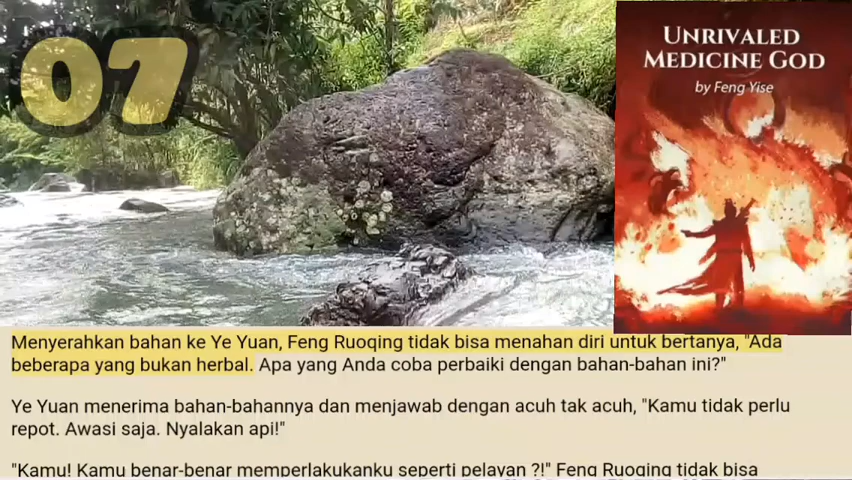 07
UNRIVALED
MEDICINE GOD
by Feng Yise
Menyerahkan bahan ke Ye Yuan, Feng Ruoqing tidak bisa menahan diri untuk bertanya, "Ada
beberapa yang bukan herbal. Apa yang Anda coba perbaiki dengan bahan-bahan ini?"
Ye Yuan menerima bahan-bahannya dan menjawab dengan acuh tak acuh, "Kamu tidak perlu
repot. Awasi saja. Nyalakan api!"
"Kamu! Kamu benar-benar memperlakukanku seperti pelayan ?!" Feng Ruoqing tidak bisa